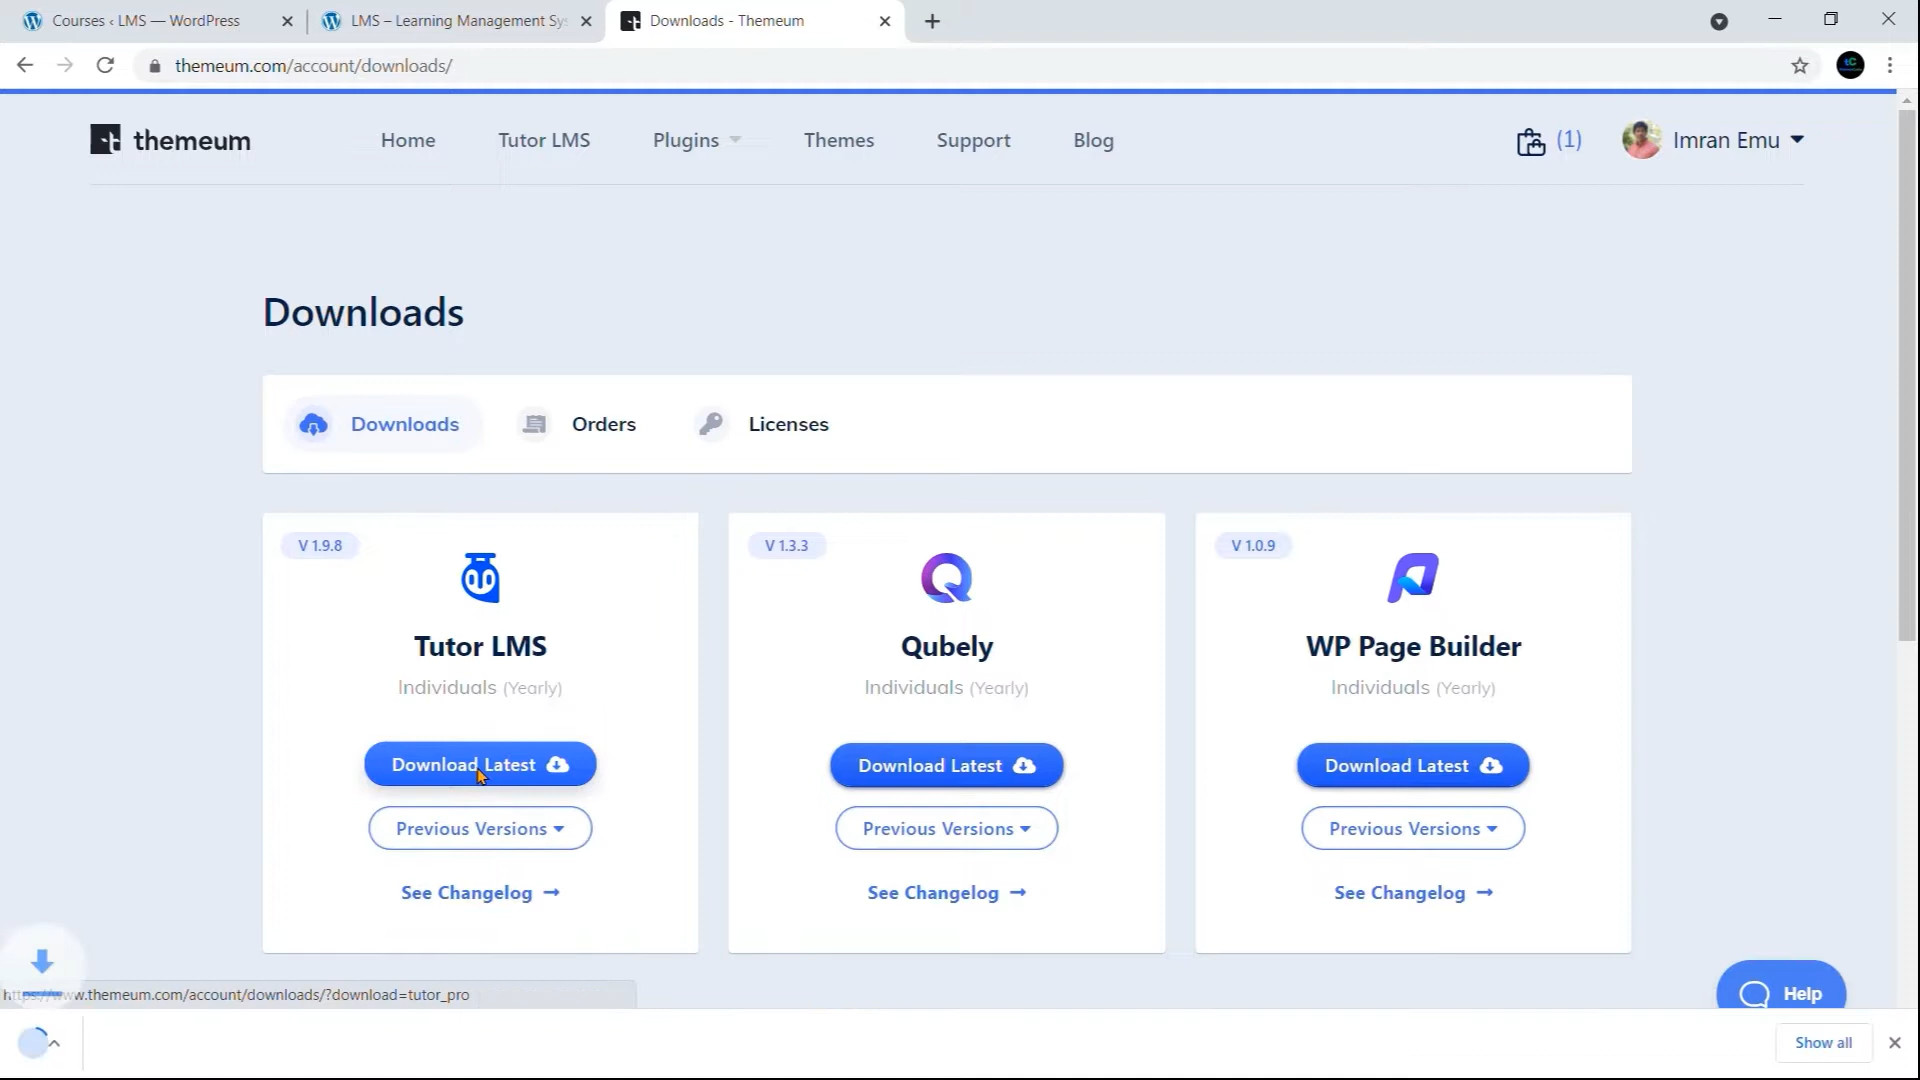 Courses ‹ LMS — WordPress
LMS – Learning Management Sy
Downloads - Themeum
themeum.com/account/downloads/
themeum
Home
Tutor LMS
Plugins
Themes
Support
Blog
(1)
Imran Emu
Downloads
Downloads
Orders
Licenses
V 1.9.8
Tutor LMS
Individuals (Yearly)
Download Latest
Previous Versions
See Changelog →
V 1.3.3
Qubely
Individuals (Yearly)
Download Latest
Previous Versions
See Changelog →
V 1.0.9
WP Page Builder
Individuals (Yearly)
Download Latest
Previous Versions
See Changelog →
Help
https://www.themeum.com/account/downloads/?download=tutor_pro
Show all